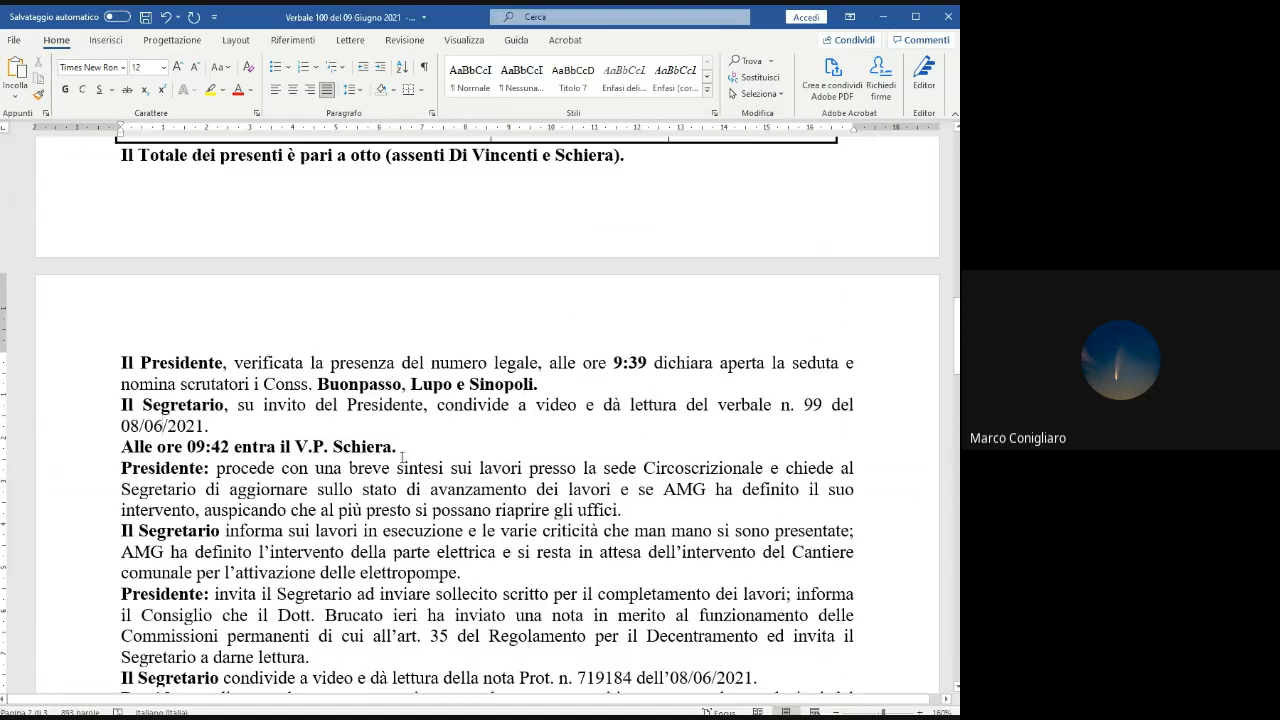 Salvataggio automatico
Verbale 100 del 09 Giugno 2021 -...
Cerca
Accedi
File Home Inserisci Progettazione Layout Riferimenti Lettere Revisione Visualizza Guida Acrobat
Condividi Commenti
Incolla
Times New Ron 12
G C S ab x₂ x² A
AaBbCcI AaBbCcI AaBbCcD AaBbCcI AaBbCcI
¶ Normale ¶ Nessuna... Titolo 7 Enfasi deli... Enfasi (cor...
Trova
Sostituisci
Seleziona
Crea e condividi Adobe PDF
Richiedi firme
Editor
Appunti Carattere Paragrafo Stili Modifica Adobe Acrobat Editor
Il Totale dei presenti è pari a otto (assenti Di Vincenti e Schiera).
Il Presidente, verificata la presenza del numero legale, alle ore 9:39 dichiara aperta la seduta e
nomina scrutatori i Conss. Buonpasso, Lupo e Sinopoli.
Il Segretario, su invito del Presidente, condivide a video e dà lettura del verbale n. 99 del
08/06/2021.
Alle ore 09:42 entra il V.P. Schiera.
Presidente: procede con una breve sintesi sui lavori presso la sede Circoscrizionale e chiede al
Segretario di aggiornare sullo stato di avanzamento dei lavori e se AMG ha definito il suo
intervento, auspicando che al più presto si possano riaprire gli uffici.
Il Segretario informa sui lavori in esecuzione e le varie criticità che man mano si sono presentate;
AMG ha definito l’intervento della parte elettrica e si resta in attesa dell’intervento del Cantiere
comunale per l’attivazione delle elettropompe.
Presidente: invita il Segretario ad inviare sollecito scritto per il completamento dei lavori; informa
il Consiglio che il Dott. Brucato ieri ha inviato una nota in merito al funzionamento delle
Commissioni permanenti di cui all’art. 35 del Regolamento per il Decentramento ed invita il
Segretario a darne lettura.
Il Segretario condivide a video e dà lettura della nota Prot. n. 719184 dell’08/06/2021.
Pagina 2 di 3 893 parole Italiano (Italia)
Focus
160%
Marco Conigliaro